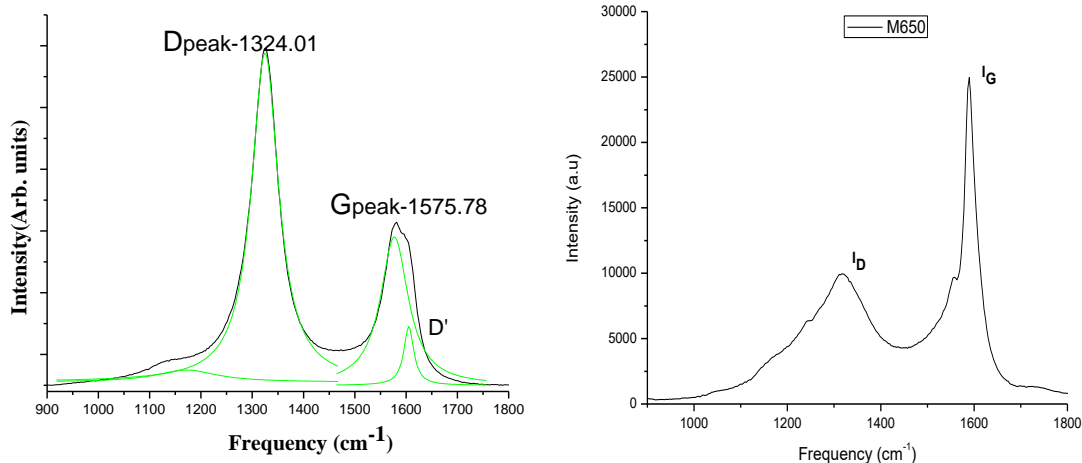 Dpeak-1324.01
Gpeak-1575.78
D'
Intensity(Arb. units)
900 1000 1100 1200 1300 1400 1500 1600 1700 1800
Frequency (cm-1)
M650
IG
ID
30000
25000
20000
15000
10000
5000
0
Intensity (a.u)
1000 1200 1400 1600 1800
Frequency (cm-1)